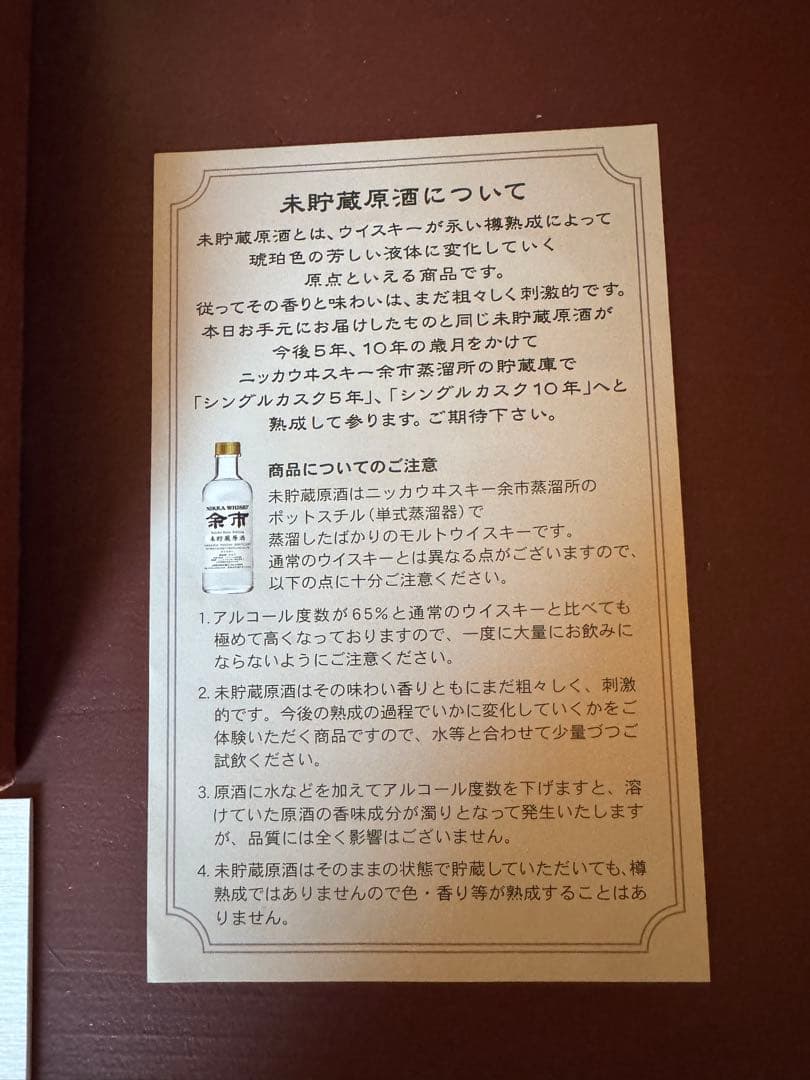 未貯蔵原酒について
未貯蔵原酒とは、ウイスキーが永い樽熟成によって
琥珀色の芳しい液体に変化していく
原点といえる商品です。
従ってその香りと味わいは、まだ粗々しく刺激的です。
本日お手元にお届けしたものと同じ未貯蔵原酒が
今後5年、10年の歳月をかけて
ニッカウヰスキー余市蒸溜所の貯蔵庫で
「シングルカスク5年」、「シングルカスク10年」へと
熟成して参ります。ご期待下さい。
商品についてのご注意
未貯蔵原酒はニッカウヰスキー余市蒸溜所の
ポットスチル(単式蒸溜器)で
蒸溜したばかりのモルトウイスキーです。
通常のウイスキーとは異なる点がございますので、
以下の点に十分ご注意ください。
NIKKA WHISKY
余市
未貯蔵原酒
1. アルコール度数が65%と通常のウイスキーと比べても
極めて高くなっておりますので、一度に大量にお飲みに
ならないようにご注意ください。
2. 未貯蔵原酒はその味わい香りともにまだ粗々しく、刺激
的です。今後の熟成の過程でいかに変化していくかをご
体験いただく商品ですので、水等と合わせて少量づつご
試飲ください。
3. 原酒に水などを加えてアルコール度数を下げますと、溶
けていた原酒の香味成分が濁りとなって発生いたします
が、品質には全く影響はございません。
4. 未貯蔵原酒はそのままの状態で貯蔵していただいても、樽
熟成ではありませんので色・香り等が熟成することはあ
りません。